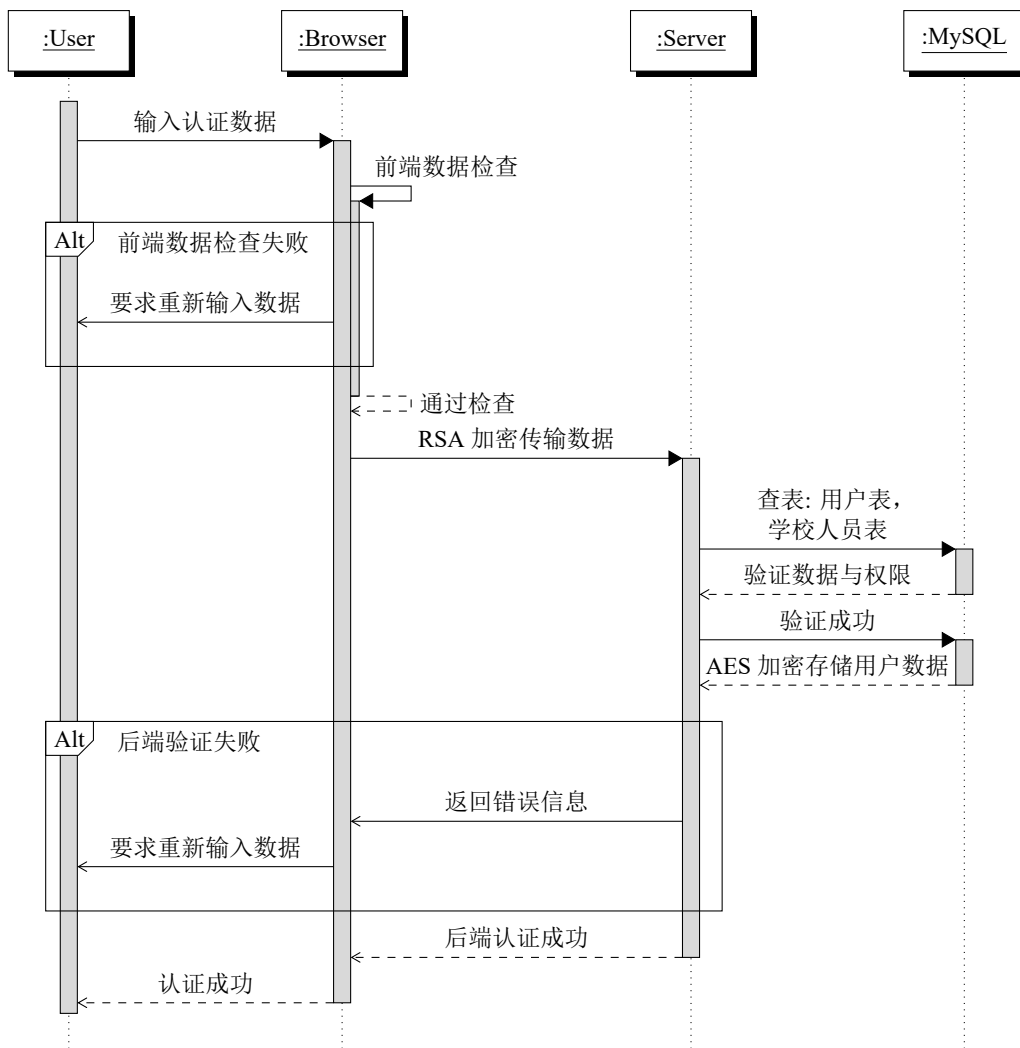 :User
:Browser
:Server
:MySQL
输入认证数据
前端数据检查
Alt
前端数据检查失败
要求重新输入数据
通过检查
RSA 加密传输数据
查表: 用户表，
学校人员表
验证数据与权限
验证成功
AES 加密存储用户数据
Alt
后端验证失败
返回错误信息
要求重新输入数据
后端认证成功
认证成功